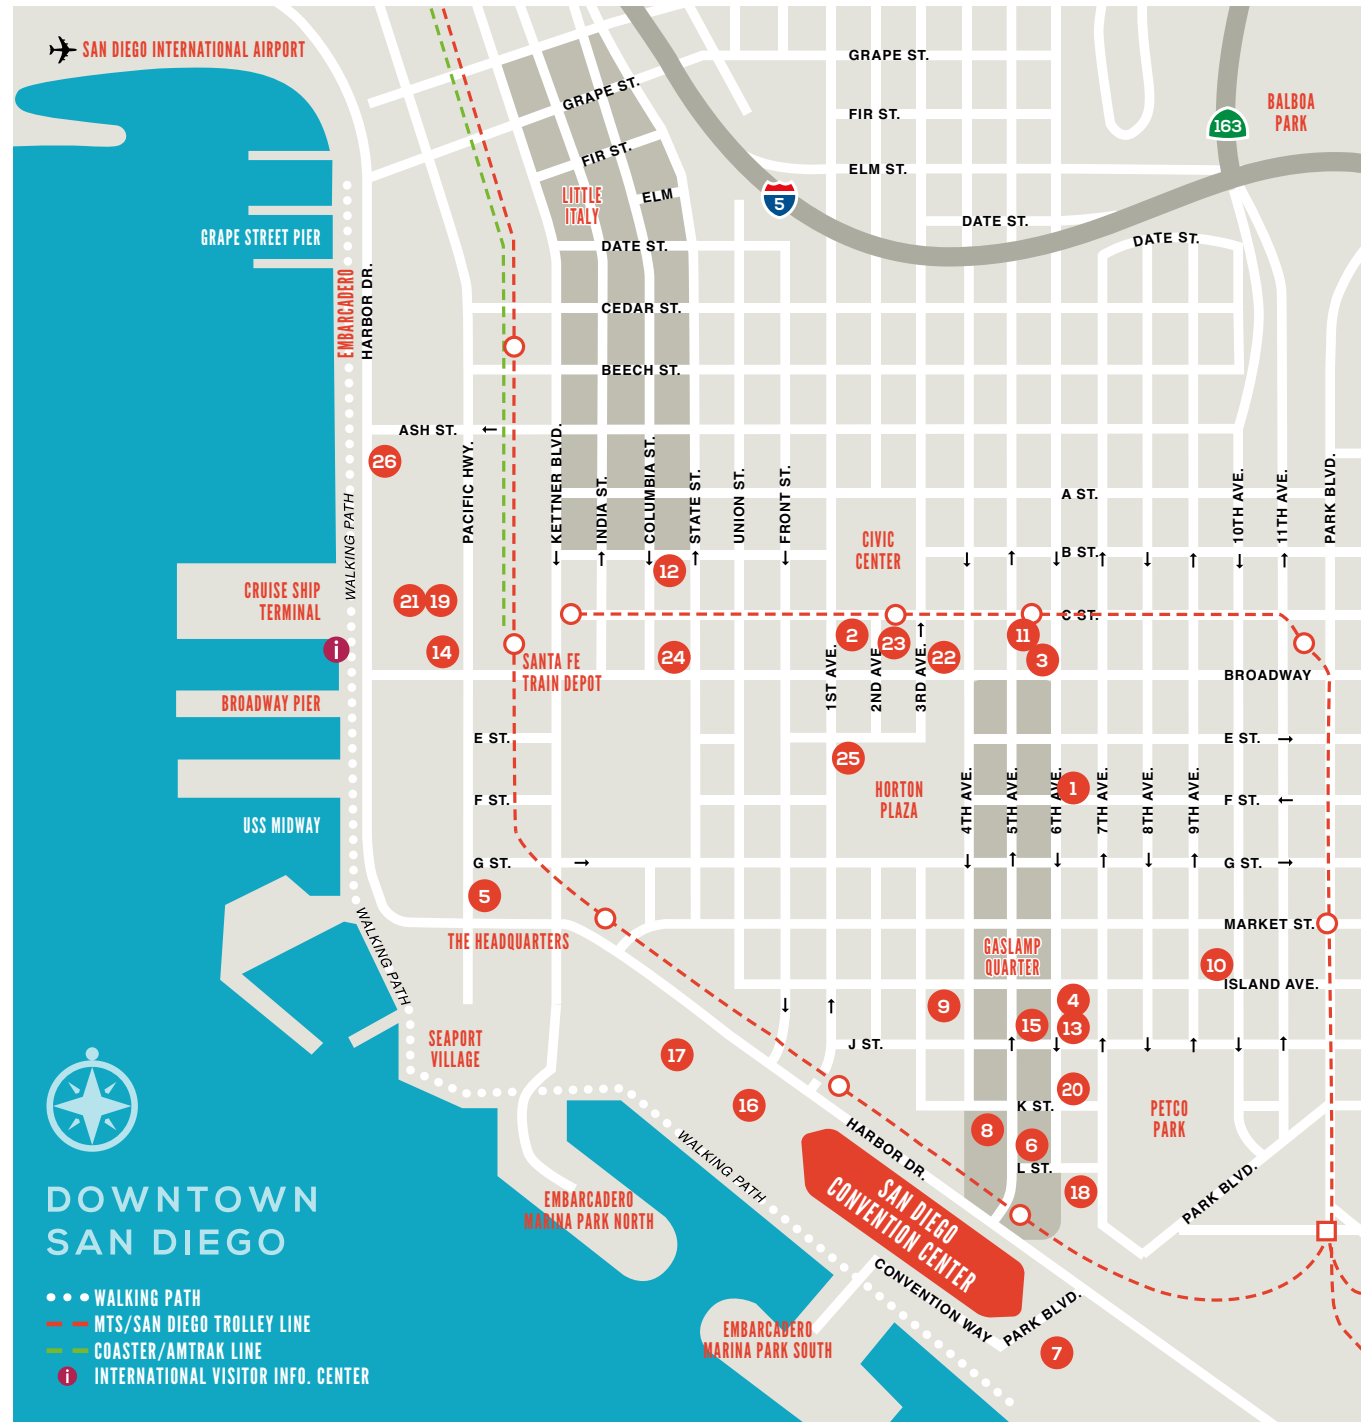 SAN DIEGO INTERNATIONAL AIRPORT
GRAPE ST.
GRAPE ST.
FIR ST.
FIR ST.
163
BALBOA
PARK
ELM ST.
ELM
LITTLE
ITALY
5
DATE ST.
DATE ST.
DATE ST.
GRAPE STREET PIER
EMBARCADERO
HARBOR DR.
CEDAR ST.
BEECH ST.
ASH ST.
26
WALKING PATH
PACIFIC HWY.
KETTNER BLVD.
INDIA ST.
COLUMBIA ST.
STATE ST.
UNION ST.
FRONT ST.
A ST.
10TH AVE.
11TH AVE.
PARK BLVD.
CIVIC
CENTER
B ST.
12
CRUISE SHIP
TERMINAL
21
19
C ST.
i
14
SANTA FE
TRAIN DEPOT
24
2
23
22
11
3
1ST AVE.
2ND AVE.
3RD AVE.
BROADWAY
BROADWAY PIER
E ST.
E ST.
25
HORTON
PLAZA
1
4TH AVE.
5TH AVE.
6TH AVE.
7TH AVE.
8TH AVE.
9TH AVE.
F ST.
F ST.
USS MIDWAY
G ST.
G ST.
5
THE HEADQUARTERS
MARKET ST.
WALKING PATH
GASLAMP
QUARTER
10
ISLAND AVE.
9
4
15
13
SEAPORT
VILLAGE
17
J ST.
16
20
K ST.
PETCO
PARK
8
6
HARBOR DR.
L ST.
18
WALKING PATH
PARK BLVD.
SAN DIEGO
CONVENTION CENTER
EMBARCADERO
MARINA PARK NORTH
CONVENTION WAY
PARK BLVD.
EMBARCADERO
MARINA PARK SOUTH
7
DOWNTOWN
SAN DIEGO
WALKING PATH
MTS/SAN DIEGO TROLLEY LINE
COASTER/AMTRAK LINE
i INTERNATIONAL VISITOR INFO. CENTER